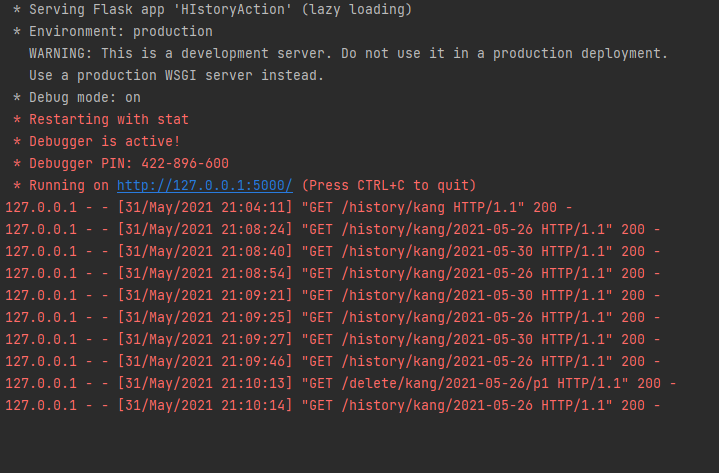 * Serving Flask app 'HIstoryAction' (lazy loading)
* Environment: production
WARNING: This is a development server. Do not use it in a production deployment.
Use a production WSGI server instead.
* Debug mode: on
* Restarting with stat
* Debugger is active!
* Debugger PIN: 422-896-600
* Running on http://127.0.0.1:5000/ (Press CTRL+C to quit)
127.0.0.1 - - [31/May/2021 21:04:11] "GET /history/kang HTTP/1.1" 200 -
127.0.0.1 - - [31/May/2021 21:08:24] "GET /history/kang/2021-05-26 HTTP/1.1" 200 -
127.0.0.1 - - [31/May/2021 21:08:40] "GET /history/kang/2021-05-30 HTTP/1.1" 200 -
127.0.0.1 - - [31/May/2021 21:08:54] "GET /history/kang/2021-05-26 HTTP/1.1" 200 -
127.0.0.1 - - [31/May/2021 21:09:21] "GET /history/kang/2021-05-30 HTTP/1.1" 200 -
127.0.0.1 - - [31/May/2021 21:09:25] "GET /history/kang/2021-05-26 HTTP/1.1" 200 -
127.0.0.1 - - [31/May/2021 21:09:27] "GET /history/kang/2021-05-30 HTTP/1.1" 200 -
127.0.0.1 - - [31/May/2021 21:09:46] "GET /history/kang/2021-05-26 HTTP/1.1" 200 -
127.0.0.1 - - [31/May/2021 21:10:13] "GET /delete/kang/2021-05-26/p1 HTTP/1.1" 200 -
127.0.0.1 - - [31/May/2021 21:10:14] "GET /history/kang/2021-05-26 HTTP/1.1" 200 -